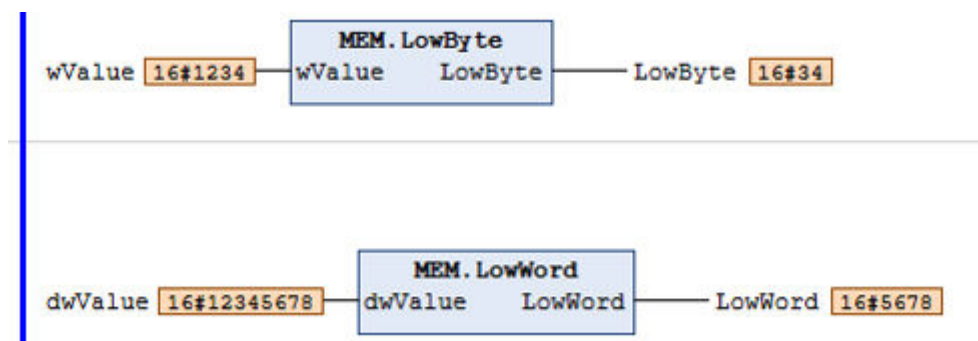 MEM.LowByte
wValue 16#1234 wValue LowByte LowByte 16#34
MEM.LowWord
dwValue 16#12345678 dwValue LowWord LowWord 16#5678